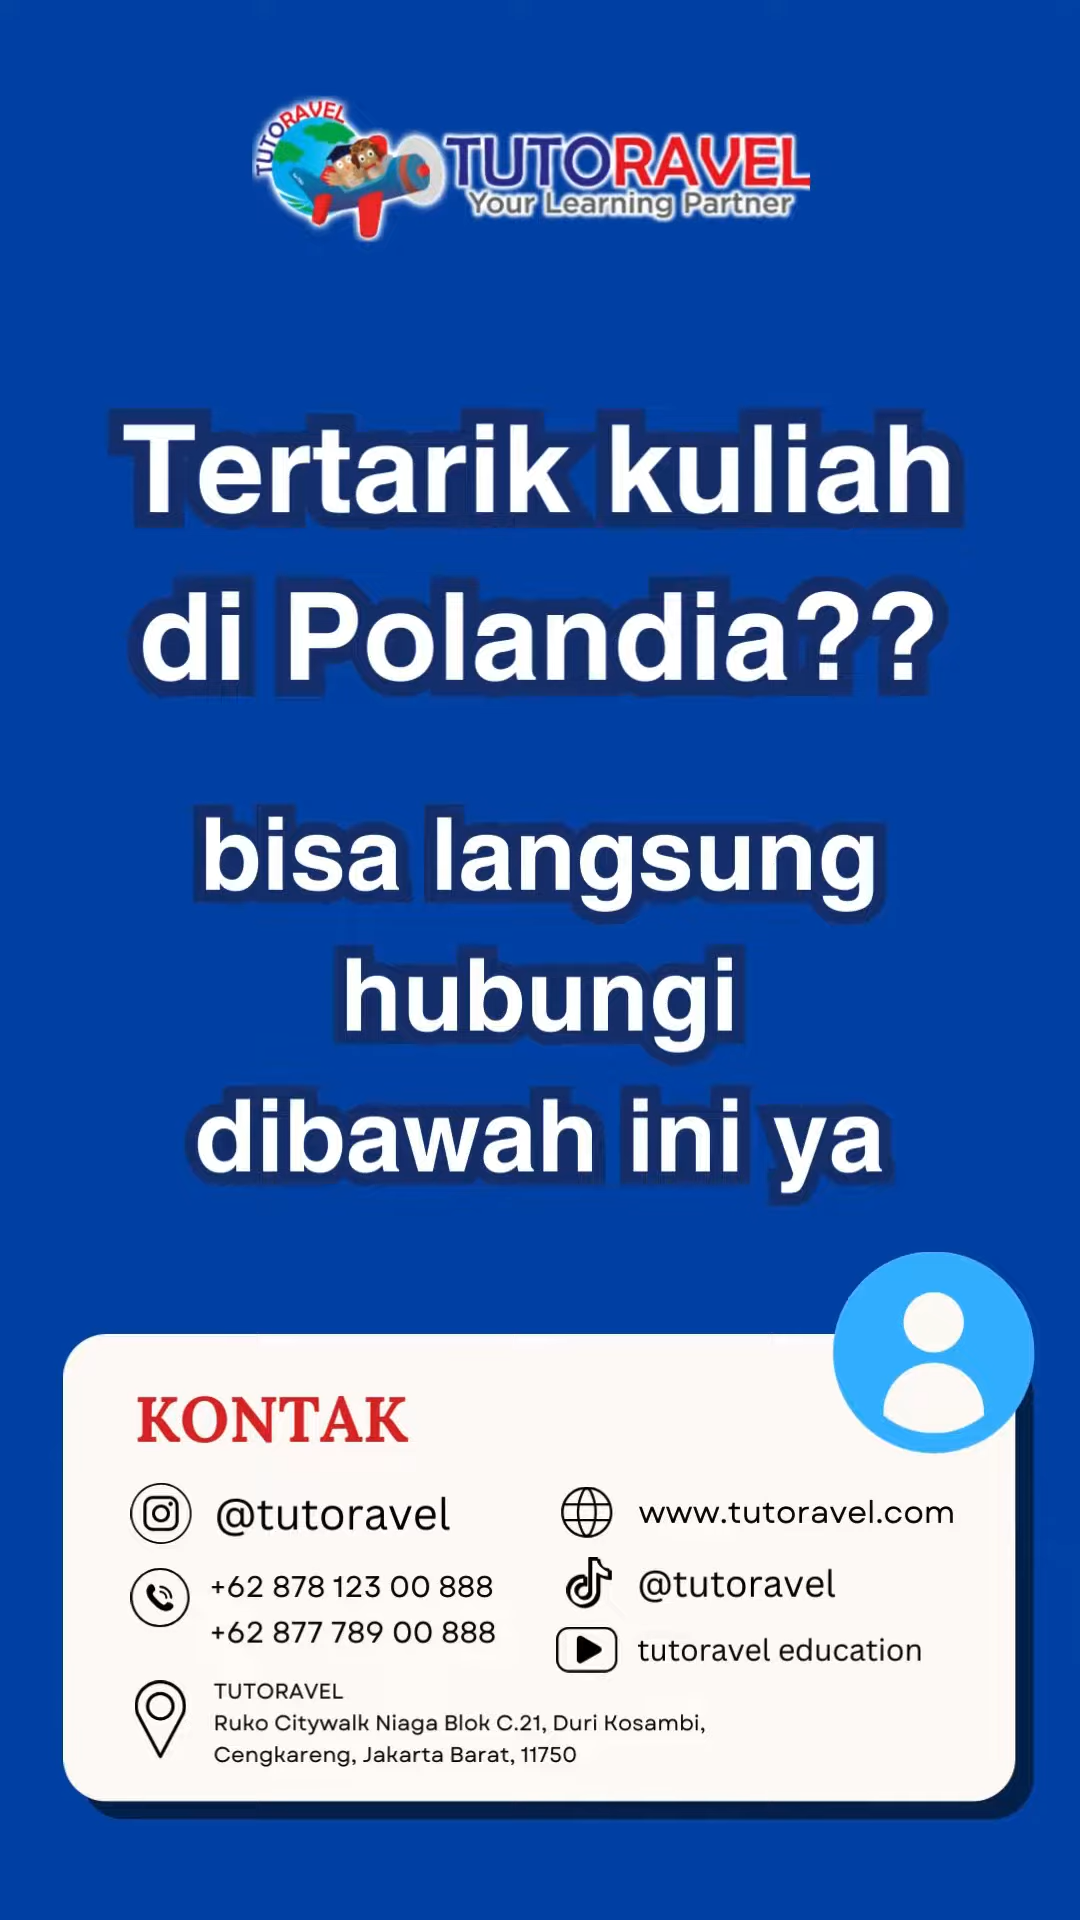 TUTORAVEL
TUTORAVEL
Your Learning Partner
Tertarik kuliah
di Polandia??
bisa langsung
hubungi
dibawah ini ya
KONTAK
@tutoravel
+62 878 123 00 888
+62 877 789 00 888
www.tutoravel.com
@tutoravel
tutoravel education
TUTORAVEL
Ruko Citywalk Niaga Blok C.21, Duri Kosambi,
Cengkareng, Jakarta Barat, 11750